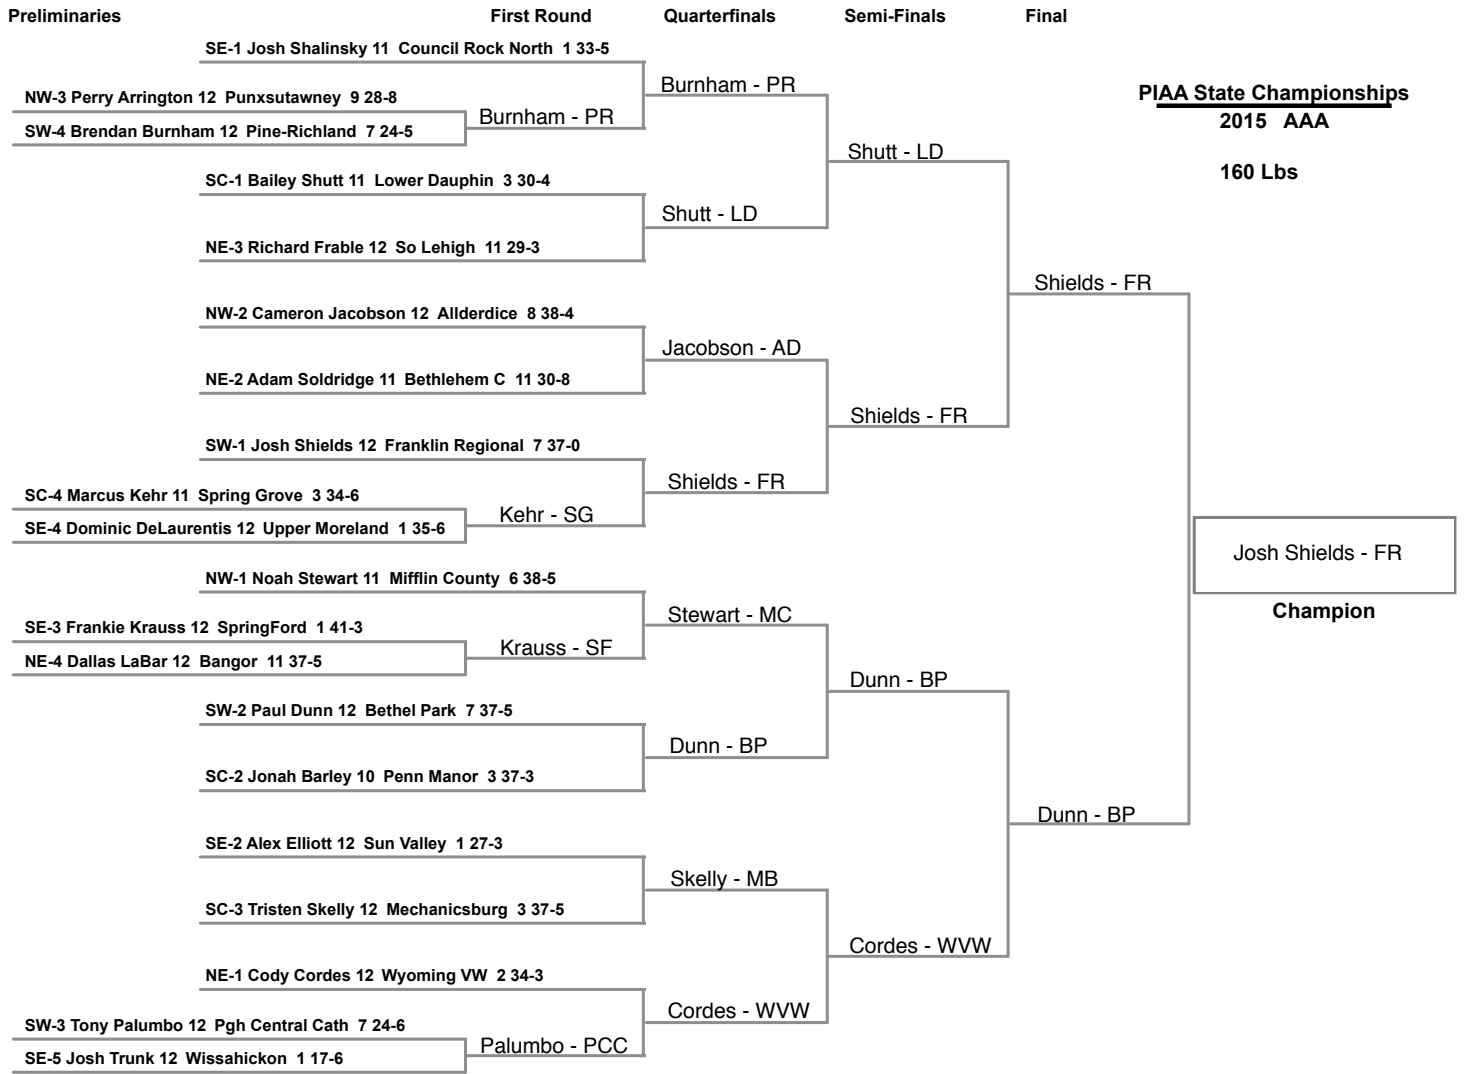 Preliminaries First Round Quarterfinals Semi-Finals Final
SE-1 Josh Shalinsky 11 Council Rock North 1 33-5
Burnham - PR
NW-3 Perry Arrington 12 Punxsutawney 9 28-8
PIAA State Championships
Burnham - PR
2015 AAA
SW-4 Brendan Burnham 12 Pine-Richland 7 24-5
Shutt - LD
160 Lbs
SC-1 Bailey Shutt 11 Lower Dauphin 3 30-4
Shutt - LD
NE-3 Richard Frable 12 So Lehigh 11 29-3
Shields - FR
NW-2 Cameron Jacobson 12 Allderdice 8 38-4
Jacobson - AD
NE-2 Adam Soldridge 11 Bethlehem C 11 30-8
Shields - FR
SW-1 Josh Shields 12 Franklin Regional 7 37-0
Shields - FR
SC-4 Marcus Kehr 11 Spring Grove 3 34-6
Kehr - SG
SE-4 Dominic DeLaurentis 12 Upper Moreland 1 35-6
Josh Shields - FR
NW-1 Noah Stewart 11 Mifflin County 6 38-5
Champion
Stewart - MC
SE-3 Frankie Krauss 12 SpringFord 1 41-3
Krauss - SF
NE-4 Dallas LaBar 12 Bangor 11 37-5
Dunn - BP
SW-2 Paul Dunn 12 Bethel Park 7 37-5
Dunn - BP
SC-2 Jonah Barley 10 Penn Manor 3 37-3
Dunn - BP
SE-2 Alex Elliott 12 Sun Valley 1 27-3
Skelly - MB
SC-3 Tristen Skelly 12 Mechanicsburg 3 37-5
Cordes - WVW
NE-1 Cody Cordes 12 Wyoming VW 2 34-3
Cordes - WVW
SW-3 Tony Palumbo 12 Pgh Central Cath 7 24-6
Palumbo - PCC
SE-5 Josh Trunk 12 Wissahickon 1 17-6